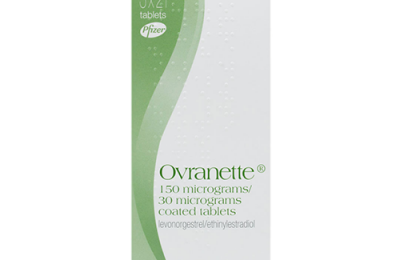 tablets
Pfizer
Ovranette®
150 micrograms/
30 micrograms
coated tablets
levonorgestrel/ethinylestradiol